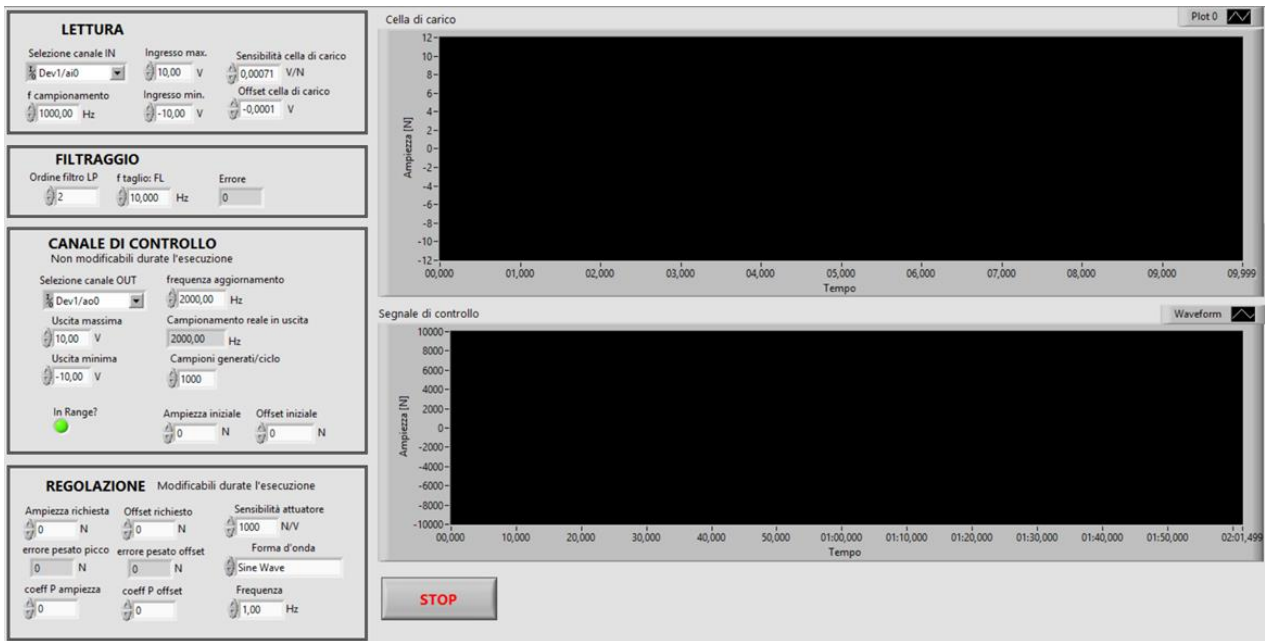 LETTURA
Selezione canale IN
Ingresso max.
Sensibilità cella di carico
Dev1/ai0
10,00 V
0,00071 V/N
f campionamento
Ingresso min.
Offset cella di carico
1000,00 Hz
-10,00 V
-0,0001 V
FILTRAGGIO
Ordine filtro LP
f taglio: FL
Errore
2
10,000 Hz
0
CANALE DI CONTROLLO
Non modificabili durate l'esecuzione
Selezione canale OUT
frequenza aggiornamento
Dev1/ao0
2000,00 Hz
Uscita massima
Campionamento reale in uscita
10,00 V
2000,00 Hz
Uscita minima
Campioni generati/ciclo
-10,00 V
1000
In Range?
Ampiezza iniziale
Offset iniziale
0 N
0 N
REGOLAZIONE Modificabili durate l'esecuzione
Ampiezza richiesta
Offset richiesto
Sensibilità attuatore
0 N
0 N
1000 N/V
errore pesato picco
errore pesato offset
Forma d'onda
0 N
0 N
Sine Wave
coeff P ampiezza
coeff P offset
Frequenza
0
0
1,00 Hz
Cella di carico
Plot 0
12
10
8
6
4
2
0
-2
-4
-6
-8
-10
-12
Ampiezza [N]
00,000 01,000 02,000 03,000 04,000 05,000 06,000 07,000 08,000 09,000 09,999
Tempo
Segnale di controllo
Waveform
10000
8000
6000
4000
2000
0
-2000
-4000
-6000
-8000
-10000
Ampiezza [N]
00,000 10,000 20,000 30,000 40,000 50,000 01:00,000 01:10,000 01:20,000 01:30,000 01:40,000 01:50,000 02:01,499
Tempo
STOP